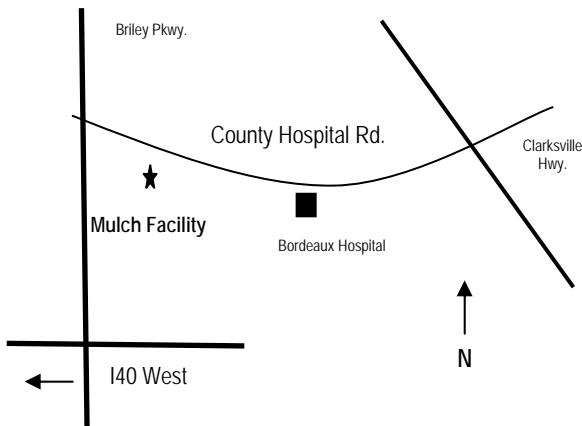 Briley Pkwy.
County Hospital Rd.
Clarksville
Hwy.
Mulch Facility
Bordeaux Hospital
N
I40 West